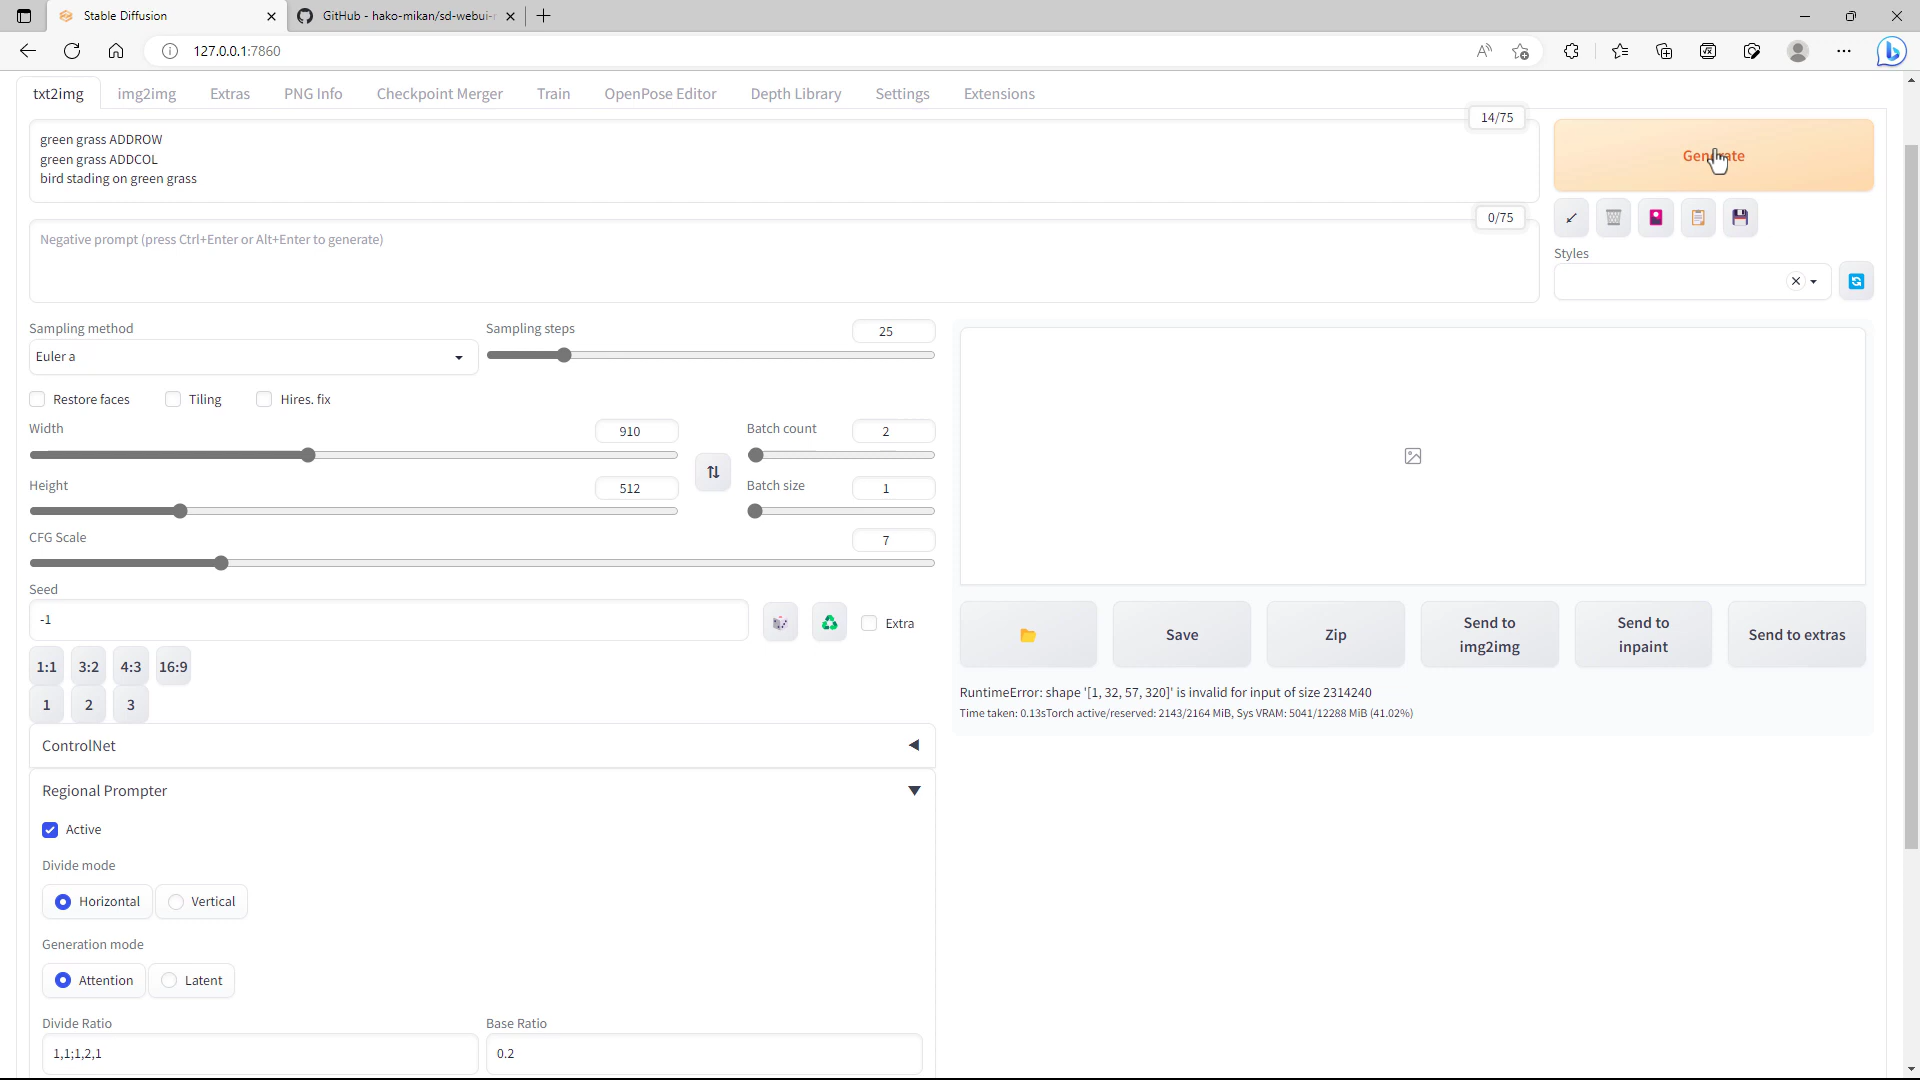 Stable Diffusion
GitHub - hako-mikan/sd-webui-r
127.0.0.1:7860
txt2img
img2img
Extras
PNG Info
Checkpoint Merger
Train
OpenPose Editor
Depth Library
Settings
Extensions
14/75
green grass ADDROW
green grass ADDCOL
bird stading on green grass
Generate
0/75
Negative prompt (press Ctrl+Enter or Alt+Enter to generate)
Styles
Sampling method
Euler a
Sampling steps
25
Restore faces
Tiling
Hires. fix
Width
910
Batch count
2
Height
512
Batch size
1
CFG Scale
7
Seed
-1
Extra
1:1
3:2
4:3
16:9
1
2
3
Save
Zip
Send to
img2img
Send to
inpaint
Send to extras
RuntimeError: shape '[1, 32, 57, 320]' is invalid for input of size 2314240
Time taken: 0.13sTorch active/reserved: 2143/2164 MiB, Sys VRAM: 5041/12288 MiB (41.02%)
ControlNet
Regional Prompter
Active
Divide mode
Horizontal
Vertical
Generation mode
Attention
Latent
Divide Ratio
1,1;1,2,1
Base Ratio
0.2